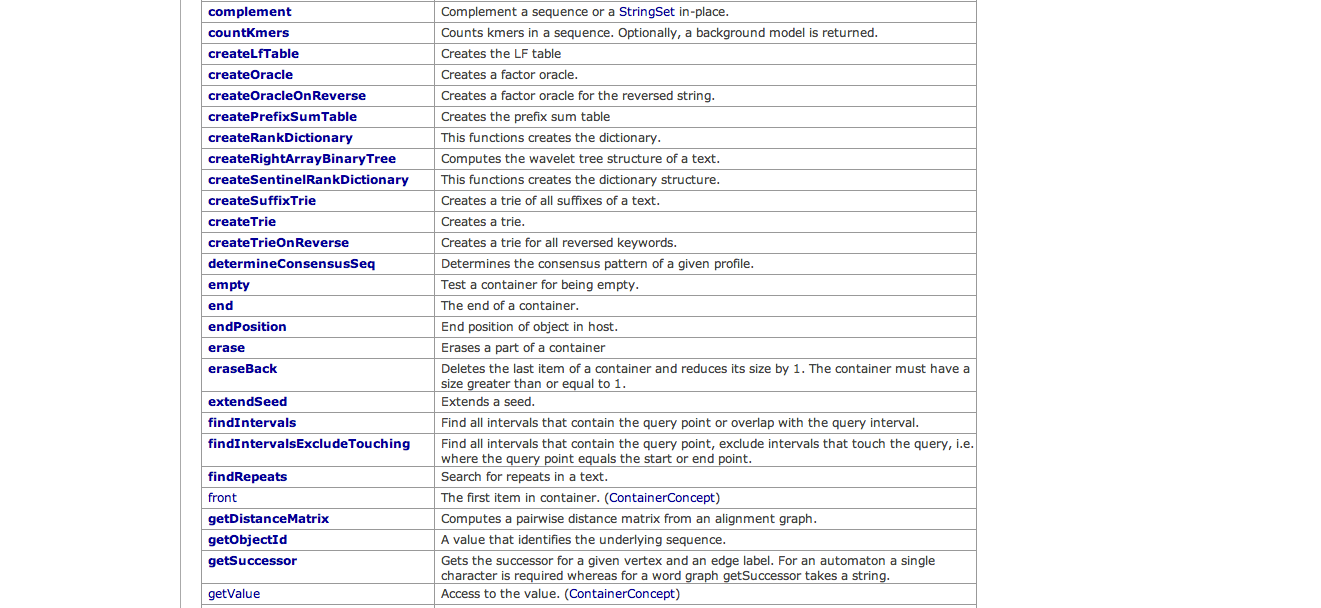 complement Complement a sequence or a StringSet in-place.
countKmers Counts kmers in a sequence. Optionally, a background model is returned.
createLfTable Creates the LF table
createOracle Creates a factor oracle.
createOracleOnReverse Creates a factor oracle for the reversed string.
createPrefixSumTable Creates the prefix sum table
createRankDictionary This functions creates the dictionary.
createRightArrayBinaryTree Computes the wavelet tree structure of a text.
createSentinelRankDictionary This functions creates the dictionary structure.
createSuffixTrie Creates a trie of all suffixes of a text.
createTrie Creates a trie.
createTrieOnReverse Creates a trie for all reversed keywords.
determineConsensusSeq Determines the consensus pattern of a given profile.
empty Test a container for being empty.
end The end of a container.
endPosition End position of object in host.
erase Erases a part of a container
eraseBack Deletes the last item of a container and reduces its size by 1. The container must have a
size greater than or equal to 1.
extendSeed Extends a seed.
findIntervals Find all intervals that contain the query point or overlap with the query interval.
findIntervalsExcludeTouching Find all intervals that contain the query point, exclude intervals that touch the query, i.e.
where the query point equals the start or end point.
findRepeats Search for repeats in a text.
front The first item in container. (ContainerConcept)
getDistanceMatrix Computes a pairwise distance matrix from an alignment graph.
getObjectId A value that identifies the underlying sequence.
getSuccessor Gets the successor for a given vertex and an edge label. For an automaton a single
character is required whereas for a word graph getSuccessor takes a string.
getValue Access to the value. (ContainerConcept)